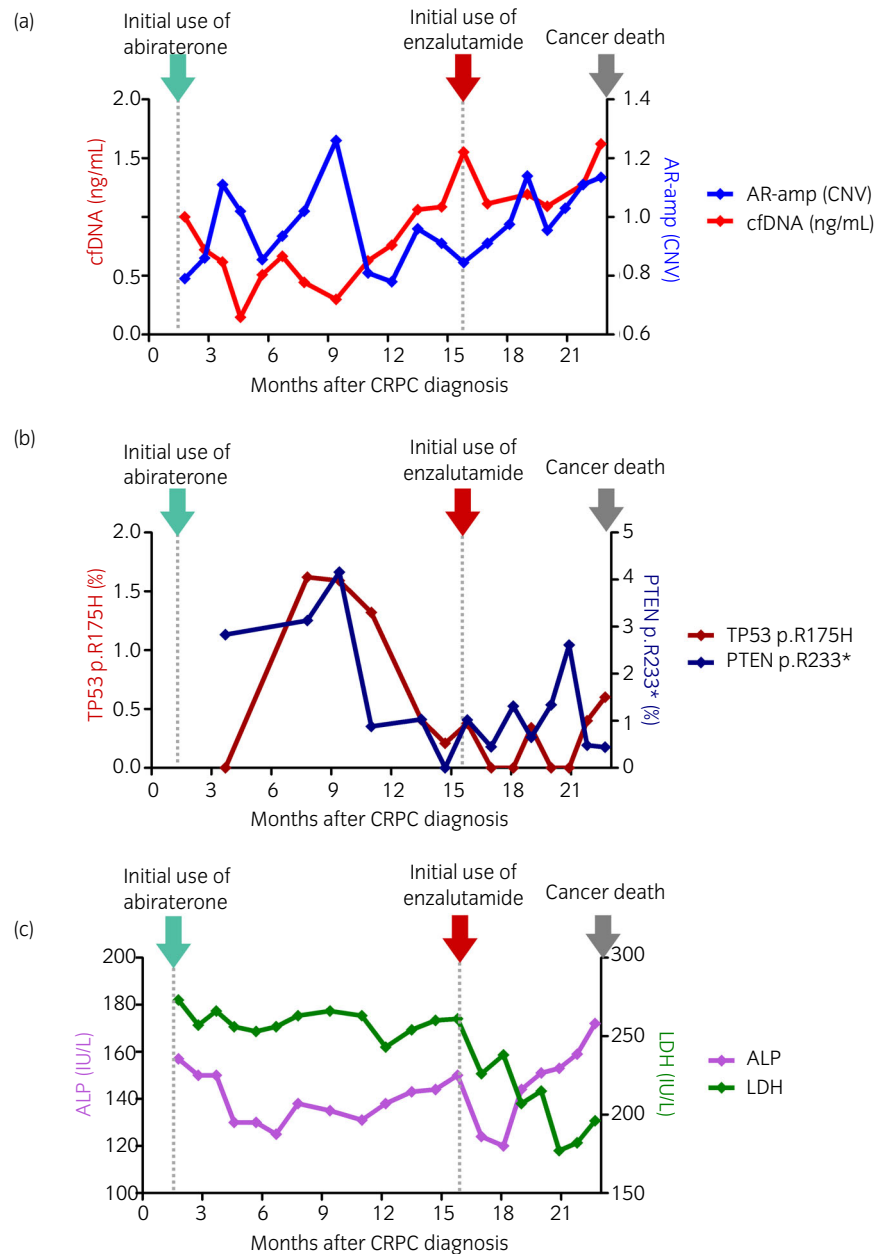 (a)
Initial use of
abiraterone
Initial use of
enzalutamide
Cancer death
2.0
1.5
1.0
0.5
0.0
cfDNA (ng/mL)
1.4
1.2
1.0
0.8
0.6
AR-amp (CNV)
AR-amp (CNV)
cfDNA (ng/mL)
0 3 6 9 12 15 18 21
Months after CRPC diagnosis
(b)
Initial use of
abiraterone
Initial use of
enzalutamide
Cancer death
2.0
1.5
1.0
0.5
0.0
TP53 p.R175H (%)
5
4
3
2
1
0
PTEN p.R233* (%)
TP53 p.R175H
PTEN p.R233*
0 3 6 9 12 15 18 21
Months after CRPC diagnosis
(c)
Initial use of
abiraterone
Initial use of
enzalutamide
Cancer death
200
180
160
140
120
100
ALP (IU/L)
300
250
200
150
LDH (IU/L)
ALP
LDH
0 3 6 9 12 15 18 21
Months after CRPC diagnosis